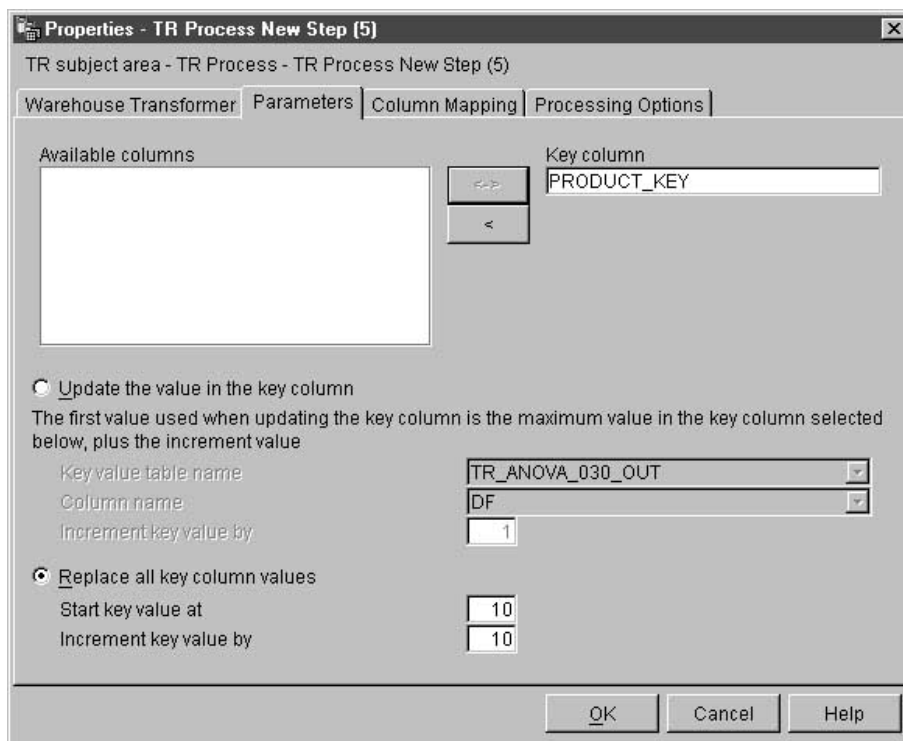 Properties - TR Process New Step (5)
TR subject area - TR Process - TR Process New Step (5)
Warehouse Transformer Parameters Column Mapping Processing Options
Available columns
Key column
<->
PRODUCT_KEY
<
Update the value in the key column
The first value used when updating the key column is the maximum value in the key column selected
below, plus the increment value
Key value table name TR_ANOVA_030_OUT
Column name DF
Increment key value by 1
Replace all key column values
Start key value at 10
Increment key value by 10
OK Cancel Help